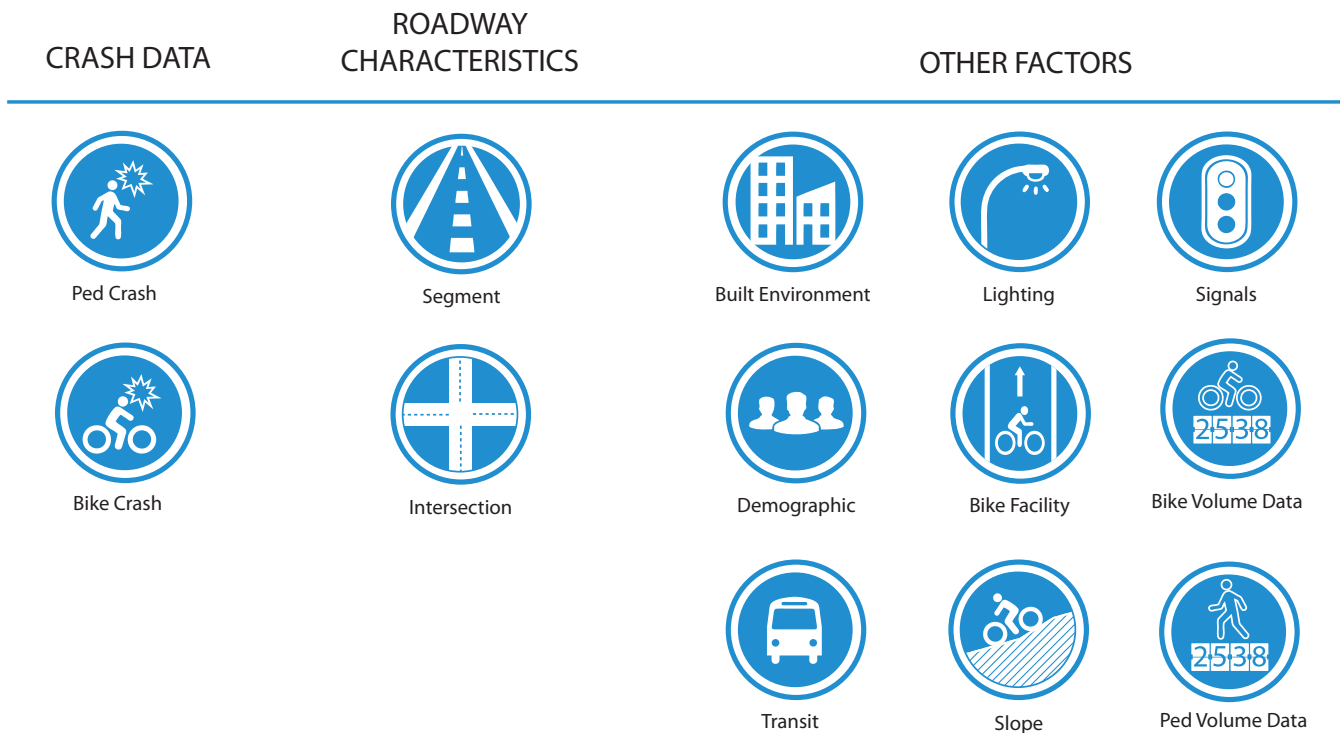 CRASH DATA
ROADWAY
CHARACTERISTICS
OTHER FACTORS
Ped Crash
Segment
Built Environment
Lighting
Signals
2538
Bike Crash
Intersection
Demographic
Bike Facility
Bike Volume Data
2538
Transit
Slope
Ped Volume Data